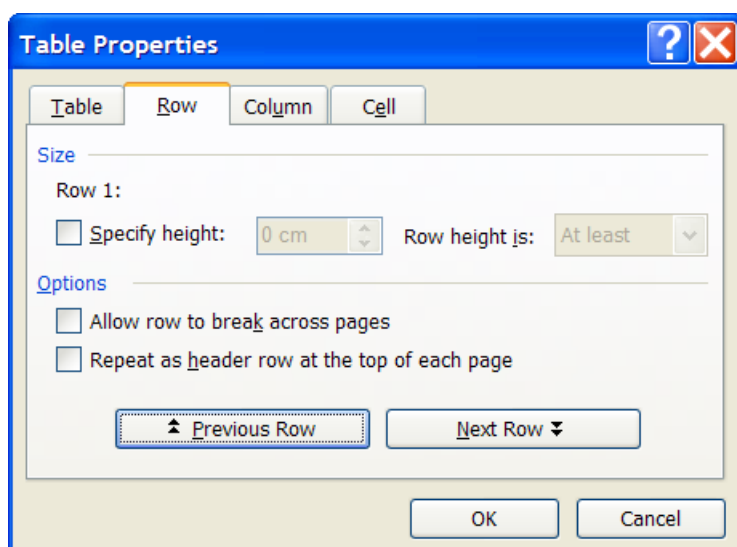 Table Properties
Table Row Column Cell
Size
Row 1:
Specify height: 0 cm Row height is: At least
Options
Allow row to break across pages
Repeat as header row at the top of each page
Previous Row Next Row
OK Cancel